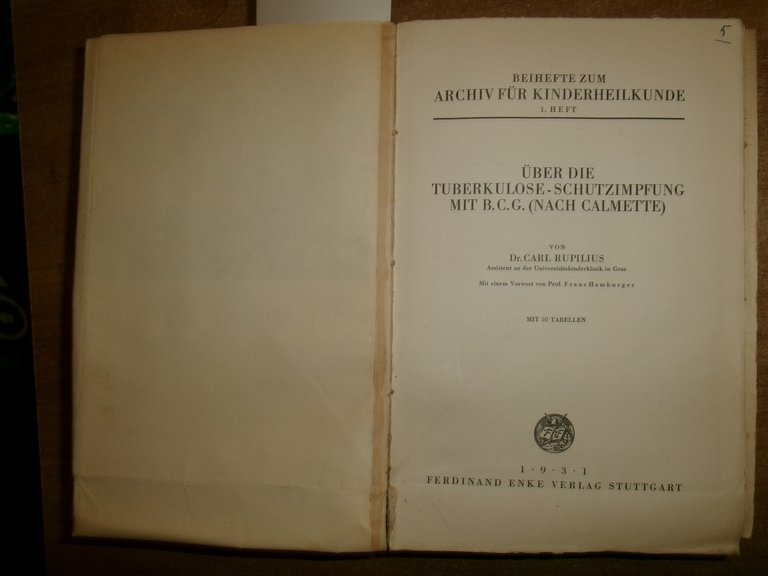 5
BEIHEFTE ZUM
ARCHIV FÜR KINDERHEILKUNDE
1. HEFT
ÜBER DIE
TUBERKULOSE-SCHUTZIMPFUNG
MIT B.C.G. (NACH CALMETTE)
VON
Dr. CARL RUPILIUS
Assistent an der Universitätskinderklinik in Graz
Mit einem Vorwort von Prof. Franz Hamburger
MIT 10 TABELLEN
1 · 9 · 3 · 1
FERDINAND ENKE VERLAG STUTTGART